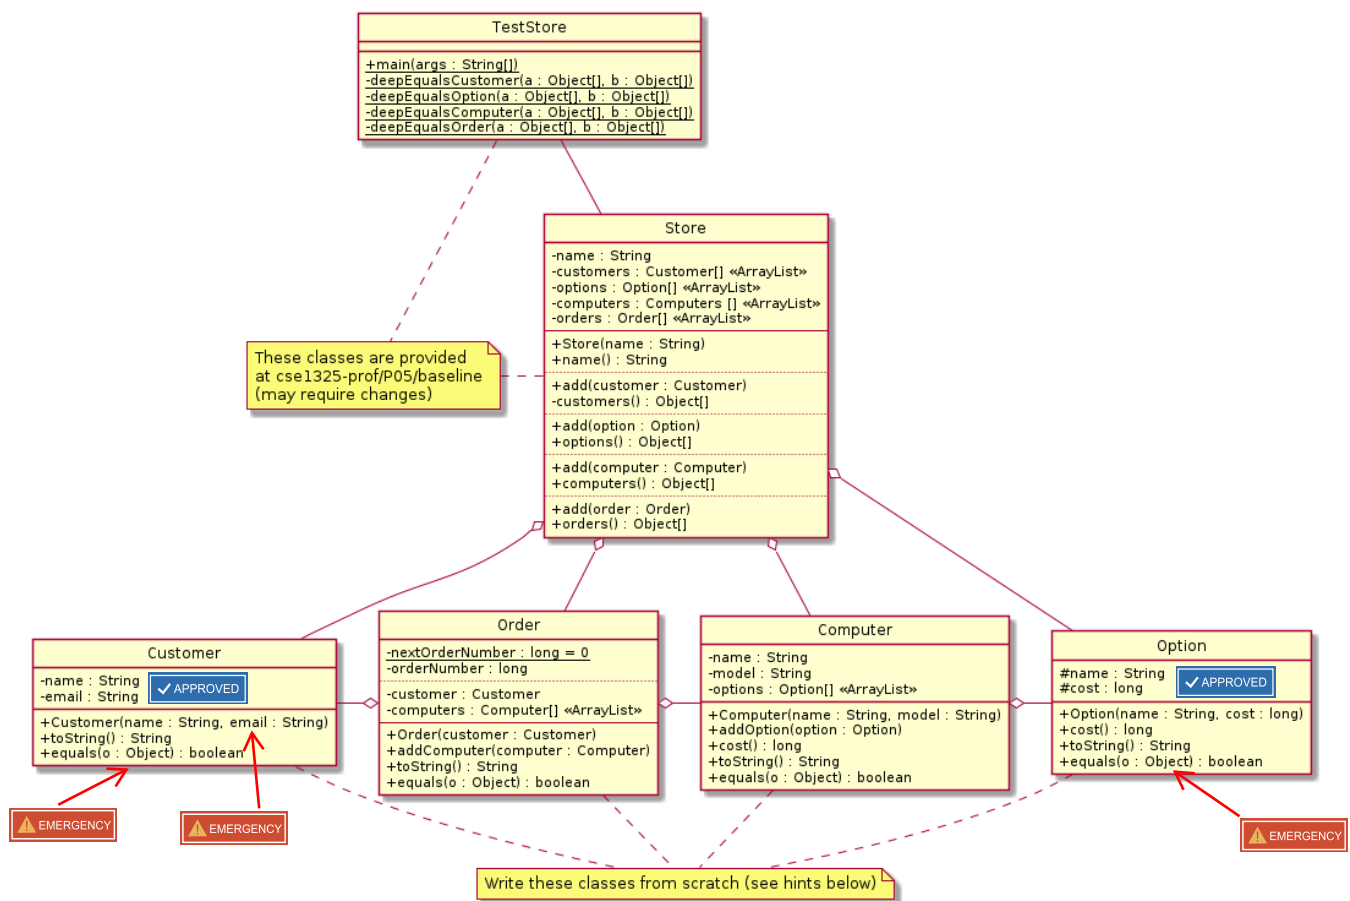 TestStore
+main(args : String[])
-deepEqualsCustomer(a : Object[], b : Object[])
-deepEqualsOption(a : Object[], b : Object[])
-deepEqualsComputer(a : Object[], b : Object[])
-deepEqualsOrder(a : Object[], b : Object[])
Store
-name : String
-customers : Customer[] «ArrayList»
-options : Option[] «ArrayList»
-computers : Computers [] «ArrayList»
-orders : Order[] «ArrayList»
+Store(name : String)
+name() : String
+add(customer : Customer)
-customers() : Object[]
+add(option : Option)
+options() : Object[]
+add(computer : Computer)
+computers() : Object[]
+add(order : Order)
+orders() : Object[]
These classes are provided
at cse1325-prof/P05/baseline
(may require changes)
Customer
-name : String
-email : String
APPROVED
+Customer(name : String, email : String)
+toString() : String
+equals(o : Object) : boolean
Order
-nextOrderNumber : long = 0
-orderNumber : long
-customer : Customer
-computers : Computer[] «ArrayList»
+Order(customer : Customer)
+addComputer(computer : Computer)
+toString() : String
+equals(o : Object) : boolean
Computer
-name : String
-model : String
-options : Option[] «ArrayList»
+Computer(name : String, model : String)
+addOption(option : Option)
+cost() : long
+toString() : String
+equals(o : Object) : boolean
Option
#name : String
#cost : long
APPROVED
+Option(name : String, cost : long)
+cost() : long
+toString() : String
+equals(o : Object) : boolean
EMERGENCY
EMERGENCY
EMERGENCY
Write these classes from scratch (see hints below)